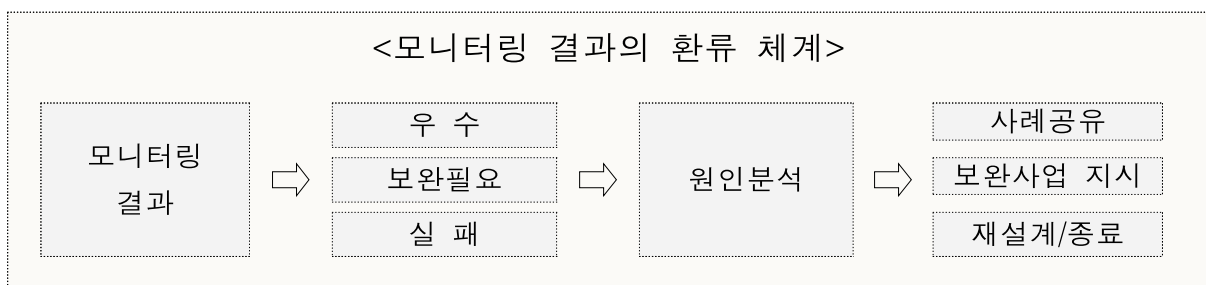 <모니터링 결과의 환류 체계>
모니터링
결과
우 수
보완필요
실 패
원인분석
사례공유
보완사업 지시
재설계/종료